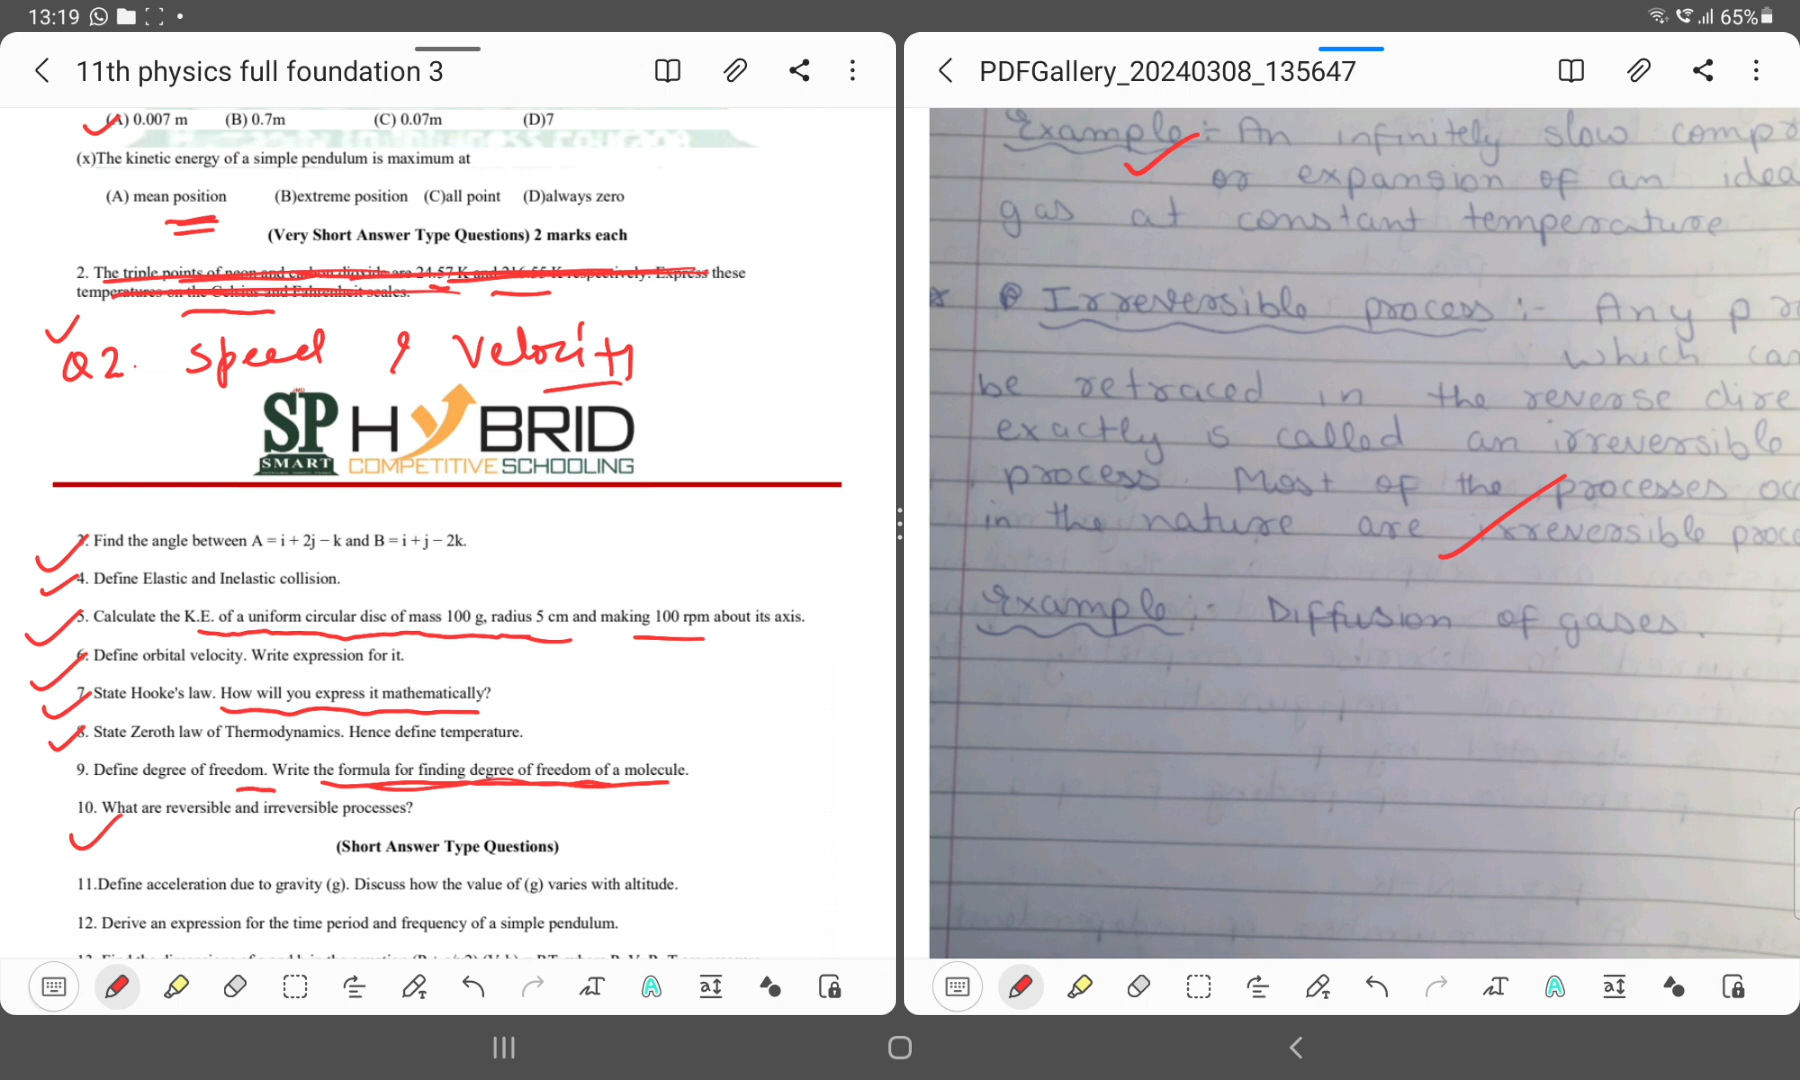 13:19
65%
11th physics full foundation 3
(A) 0.007 m (B) 0.7m (C) 0.07m (D)7
(x)The kinetic energy of a simple pendulum is maximum at
(A) mean position (B)extreme position (C)all point (D)always zero
(Very Short Answer Type Questions) 2 marks each
2. The triple points of neon and carbon dioxide are 24.57 K and 216.55 K respectively. Express these
temperatures on the Celsius and Fahrenheit scales.
Q2. Speed & Velocity
SP HYBRID
SMART COMPETITIVE SCHOOLING
3. Find the angle between A = i + 2j – k and B = i + j – 2k.
4. Define Elastic and Inelastic collision.
5. Calculate the K.E. of a uniform circular disc of mass 100 g, radius 5 cm and making 100 rpm about its axis.
6. Define orbital velocity. Write expression for it.
7. State Hooke's law. How will you express it mathematically?
8. State Zeroth law of Thermodynamics. Hence define temperature.
9. Define degree of freedom. Write the formula for finding degree of freedom of a molecule.
10. What are reversible and irreversible processes?
(Short Answer Type Questions)
11.Define acceleration due to gravity (g). Discuss how the value of (g) varies with altitude.
12. Derive an expression for the time period and frequency of a simple pendulum.
PDFGallery_20240308_135647
Example :- An infinitely slow comp
or expansion of an idea
gas at constant temperature
Irreversible process :- Any pr
which can
be retraced in the reverse dire
exactly is called an irreversible
process. Most of the processes occ
in the nature are irreversible proce
Example :- Diffusion of gases.